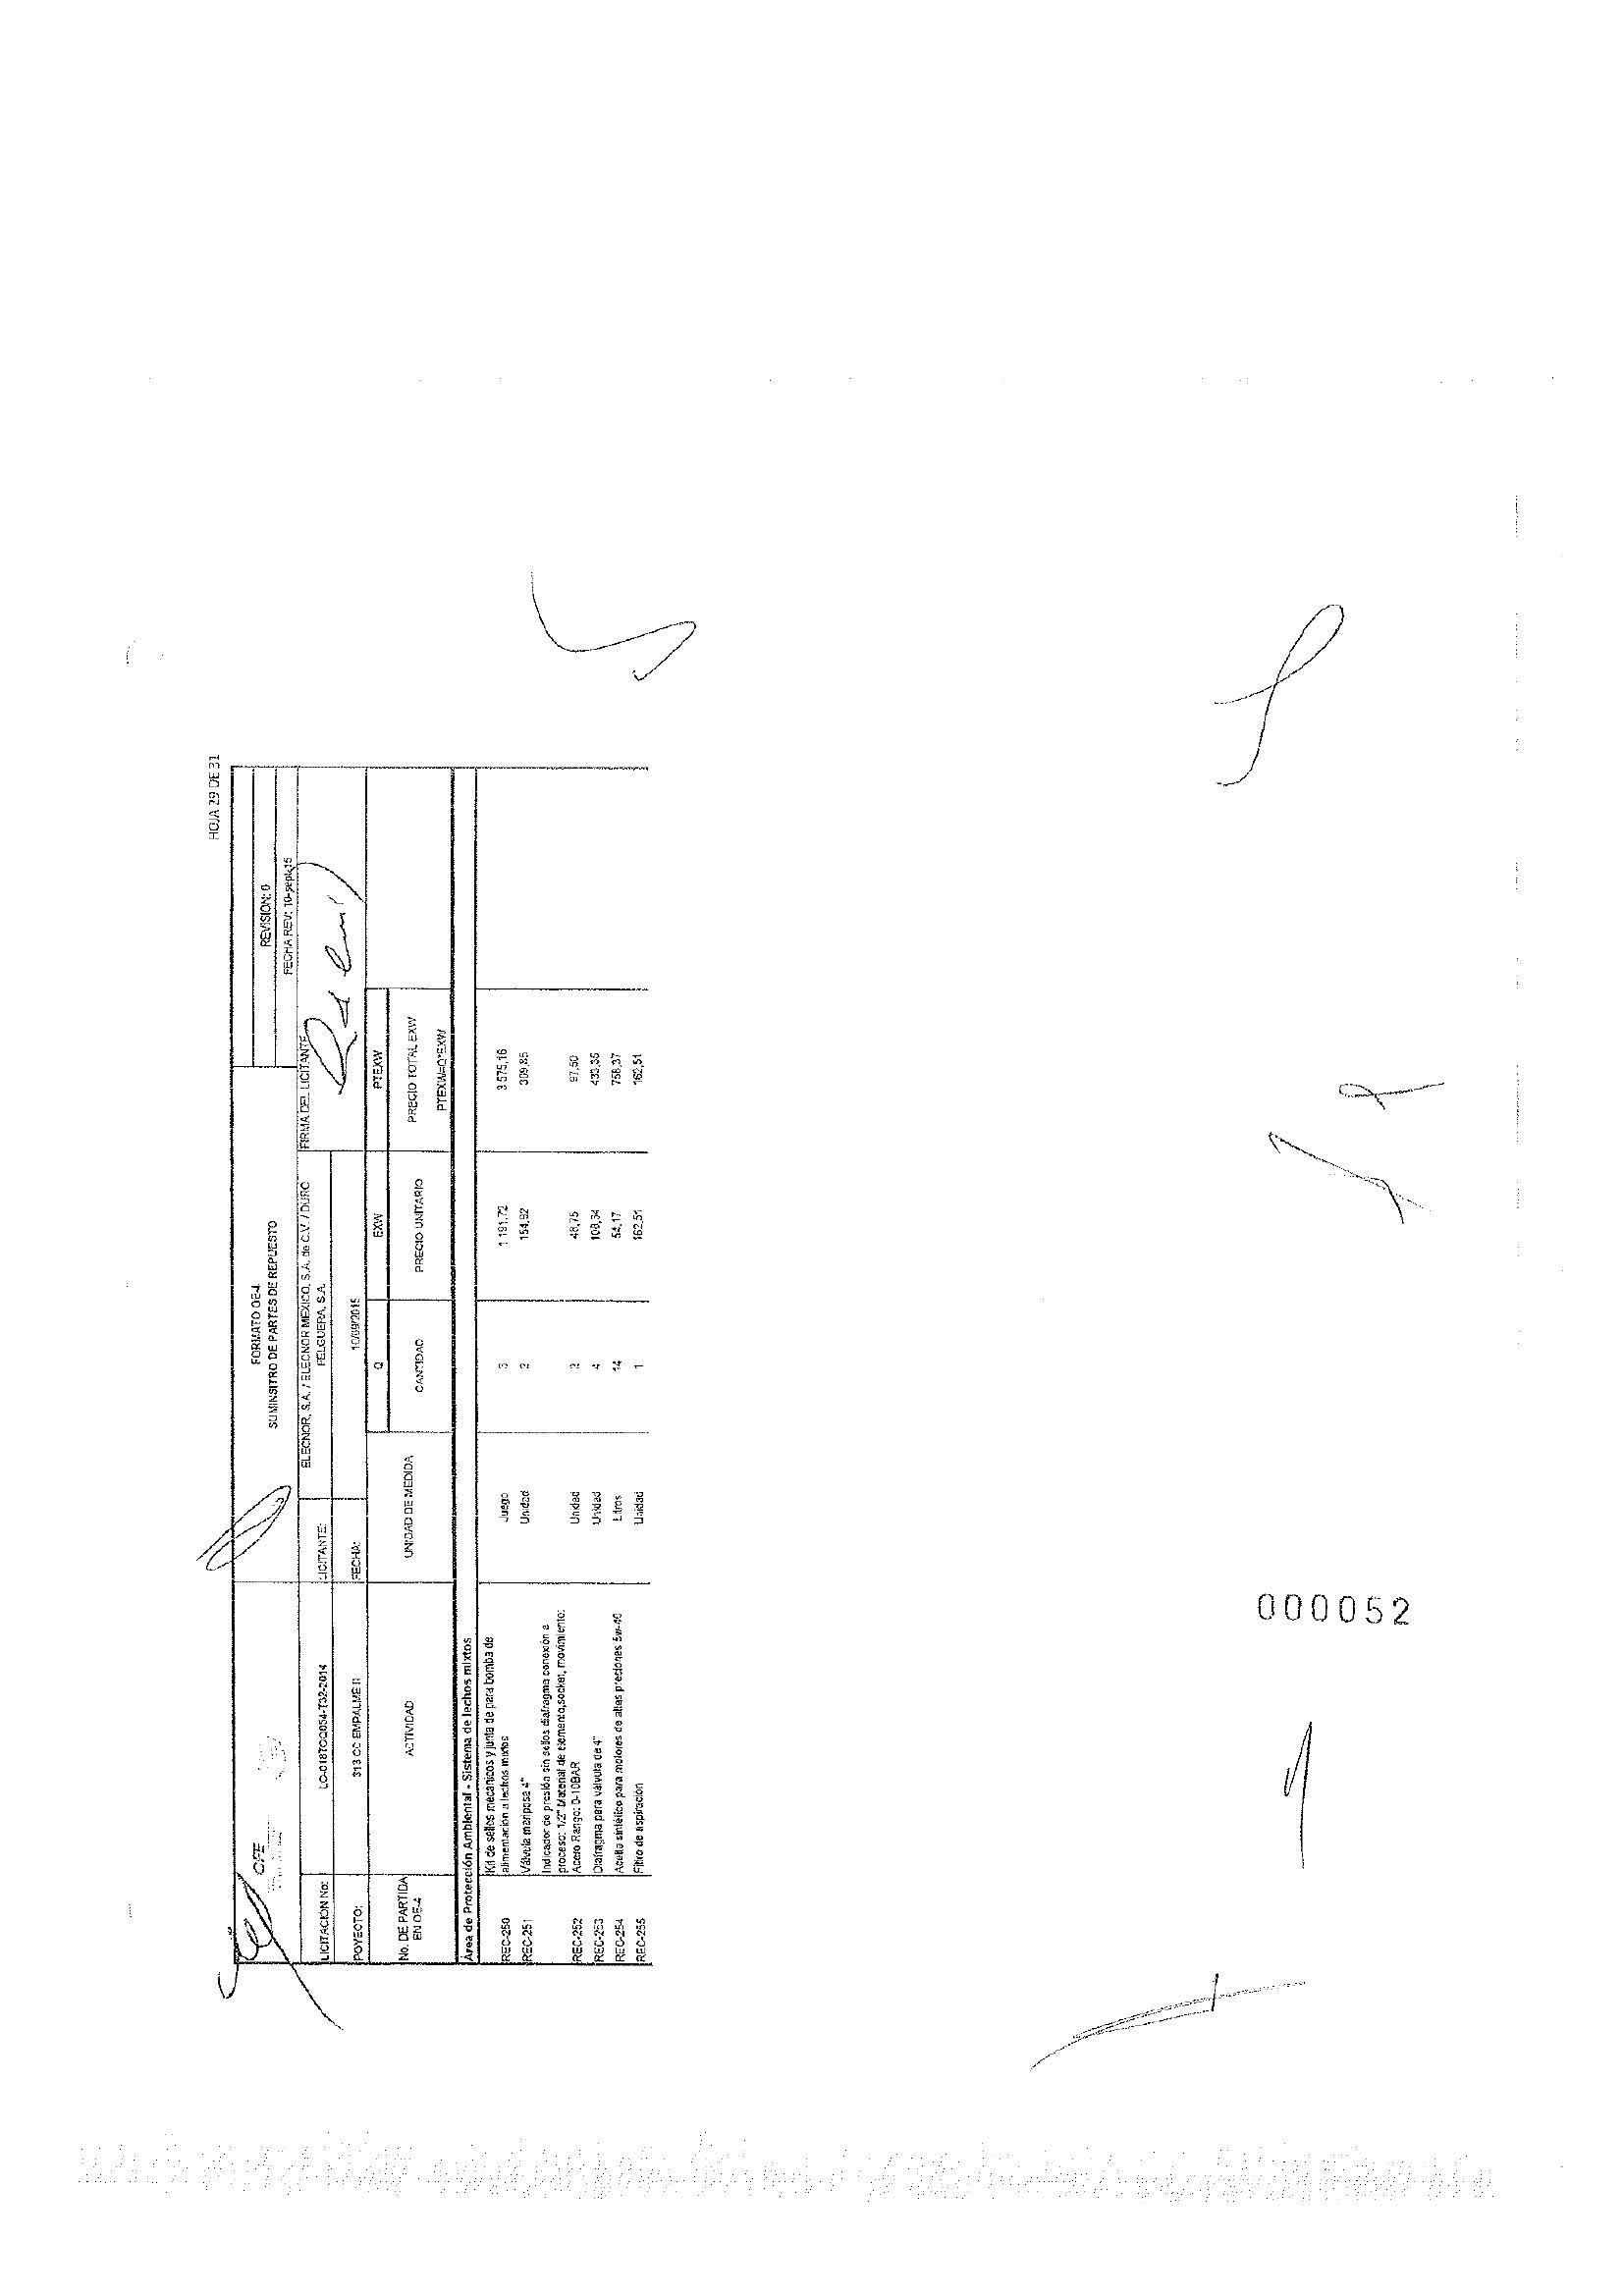 HOJA 29 DE 31
CFE
FORMATO OE-4
SUMINSITRO DE PARTES DE REPUESTO
REVISION: 0
FECHA REV: 10-sept-15
LICITACIÓN No: LO-018TOQ054-T32-2014 LICITANTE: ELECNOR, S.A. / ELECNOR MEXICO, S.A. de C.V. / DURO FELGUERA, S.A. FIRMA DEL LICITANTE
POYECTO: 313 CC EMPALME II FECHA: 10/09/2015
Q EXW PTEXW
No. DE PARTIDA EN OE-4 ACTIVIDAD UNIDAD DE MEDIDA CANTIDAD PRECIO UNITARIO PRECIO TOTAL EXW PTEXW=Q*EXW
Área de Protección Ambiental - Sistema de lechos mixtos
REC-250 Kit de sellos mecánicos y junta de para bomba de alimentación a lechos mixtos Juego 3 1 191,72 3 575,16
REC-251 Válvula mariposa 4" Unidad 2 154,92 309,85
REC-252 Indicador de presión sin sellos diafragma conexión a proceso: 1/2" Material de elemento,socket, movimiento: Acero Rango: 0-10BAR Unidad 2 48,75 97,50
REC-253 Diafragma para válvula de 4" Unidad 4 108,34 433,35
REC-254 Aceite sintético para motores de altas preciones 5w-40 Litros 14 54,17 758,37
REC-255 Filtro de aspiración Unidad 1 162,51 162,51
000052